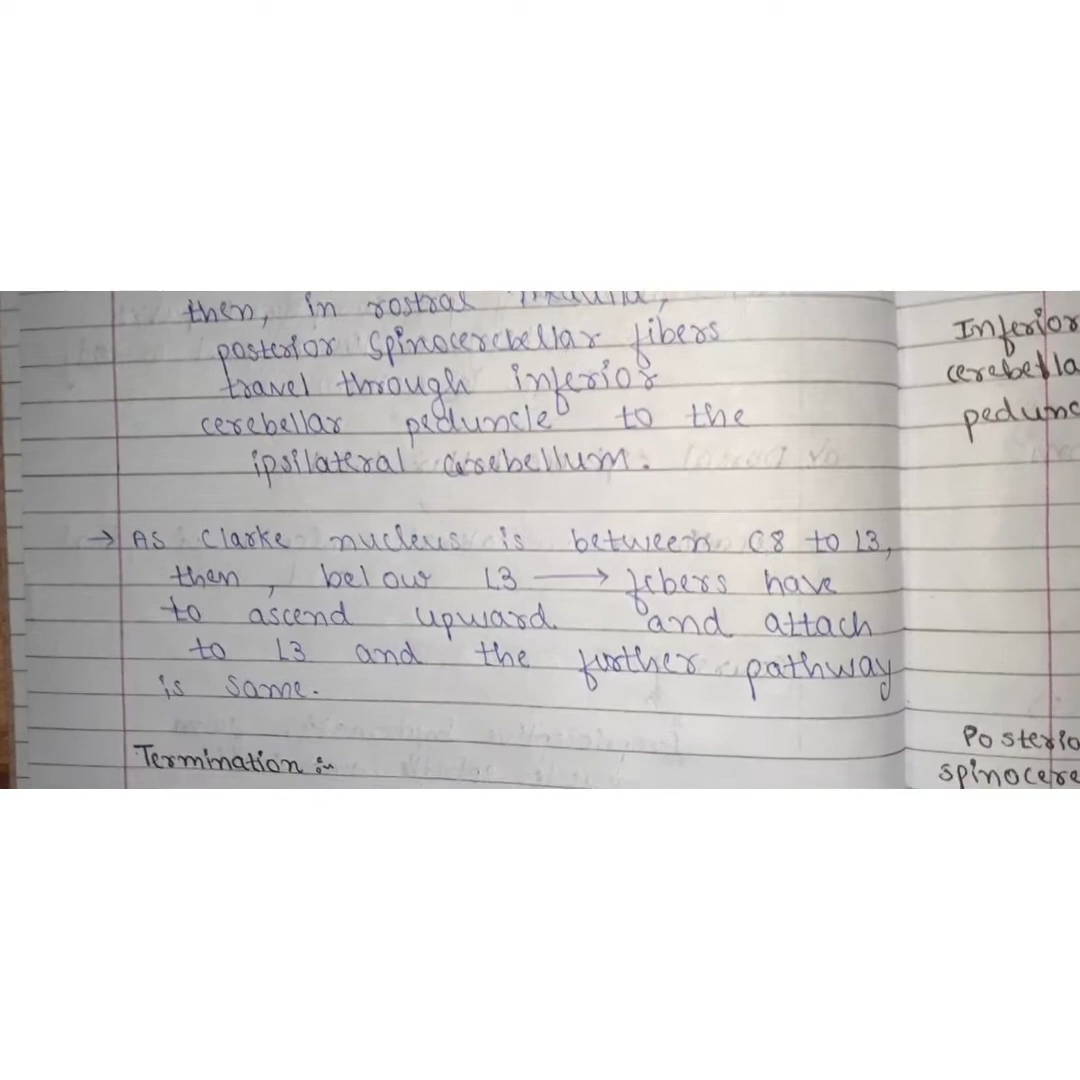 then, in rostral
posterior spinocerebellar fibers
travel through inferior
cerebellar peduncle to the
ipsilateral cerebellum.
→ As Clarke nucleus is between C8 to L3,
then, below L3 → fibers have
to ascend upward and attach
to L3 and the further pathway
is same.
Termination :-
Inferior
cerebella
pedunc
Posterio
spinocere